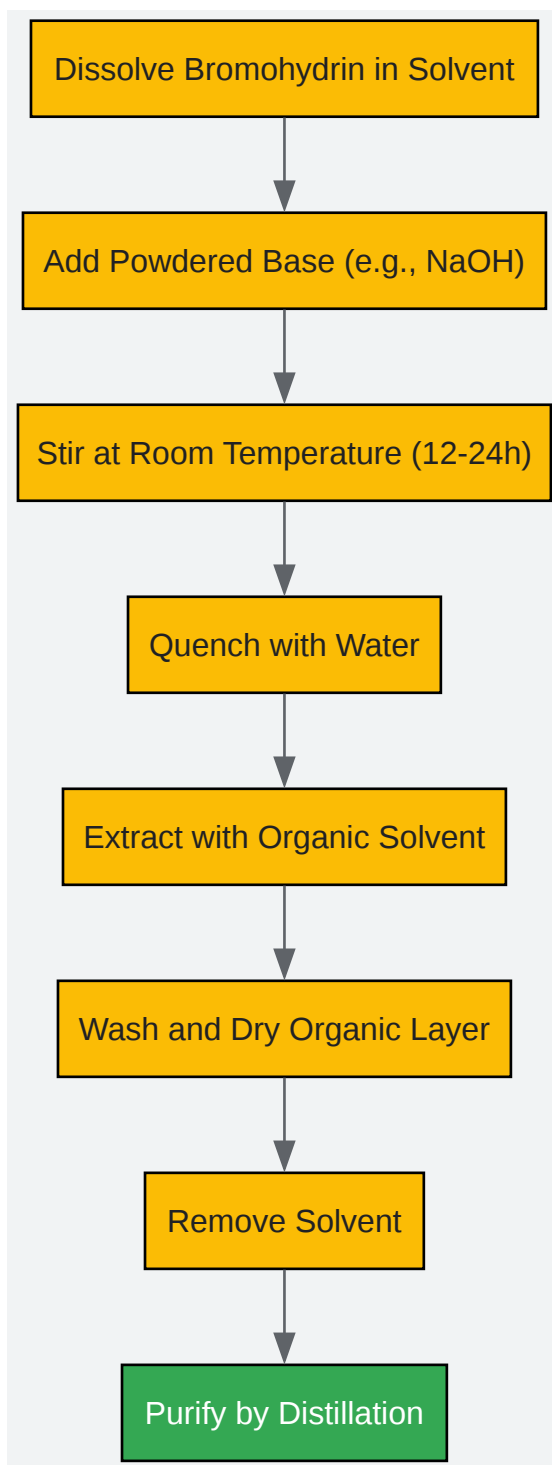 Dissolve Bromohydrin in Solvent
Add Powdered Base (e.g., NaOH)
Stir at Room Temperature (12-24h)
Quench with Water
Extract with Organic Solvent
Wash and Dry Organic Layer
Remove Solvent
Purify by Distillation